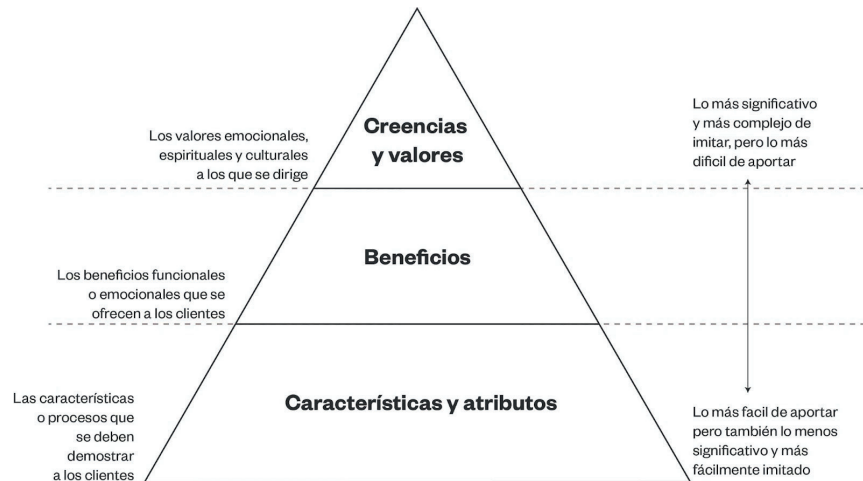 Los valores emocionales,
espirituales y culturales
a los que se dirige
Creencias
y valores
Lo más significativo
y más complejo de
imitar, pero lo más
dificil de aportar
Los beneficios funcionales
o emocionales que se
ofrecen a los clientes
Beneficios
Las características
o procesos que
se deben
demostrar
a los clientes
Características y atributos
Lo más facil de aportar
pero también lo menos
significativo y más
fácilmente imitado